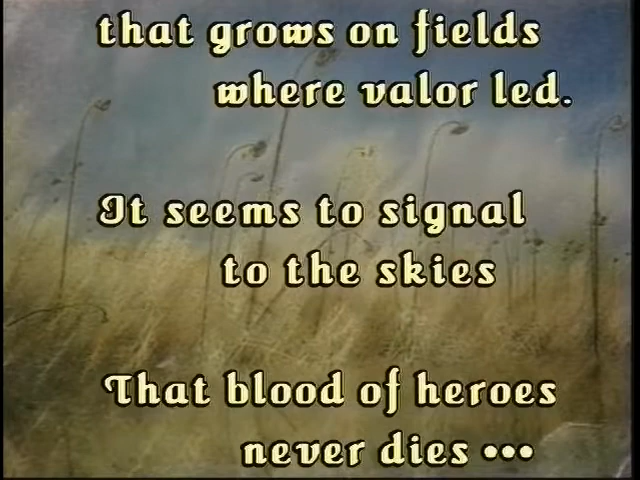 that grows on fields
where valor led.
It seems to signal
to the skies
That blood of heroes
never dies •••